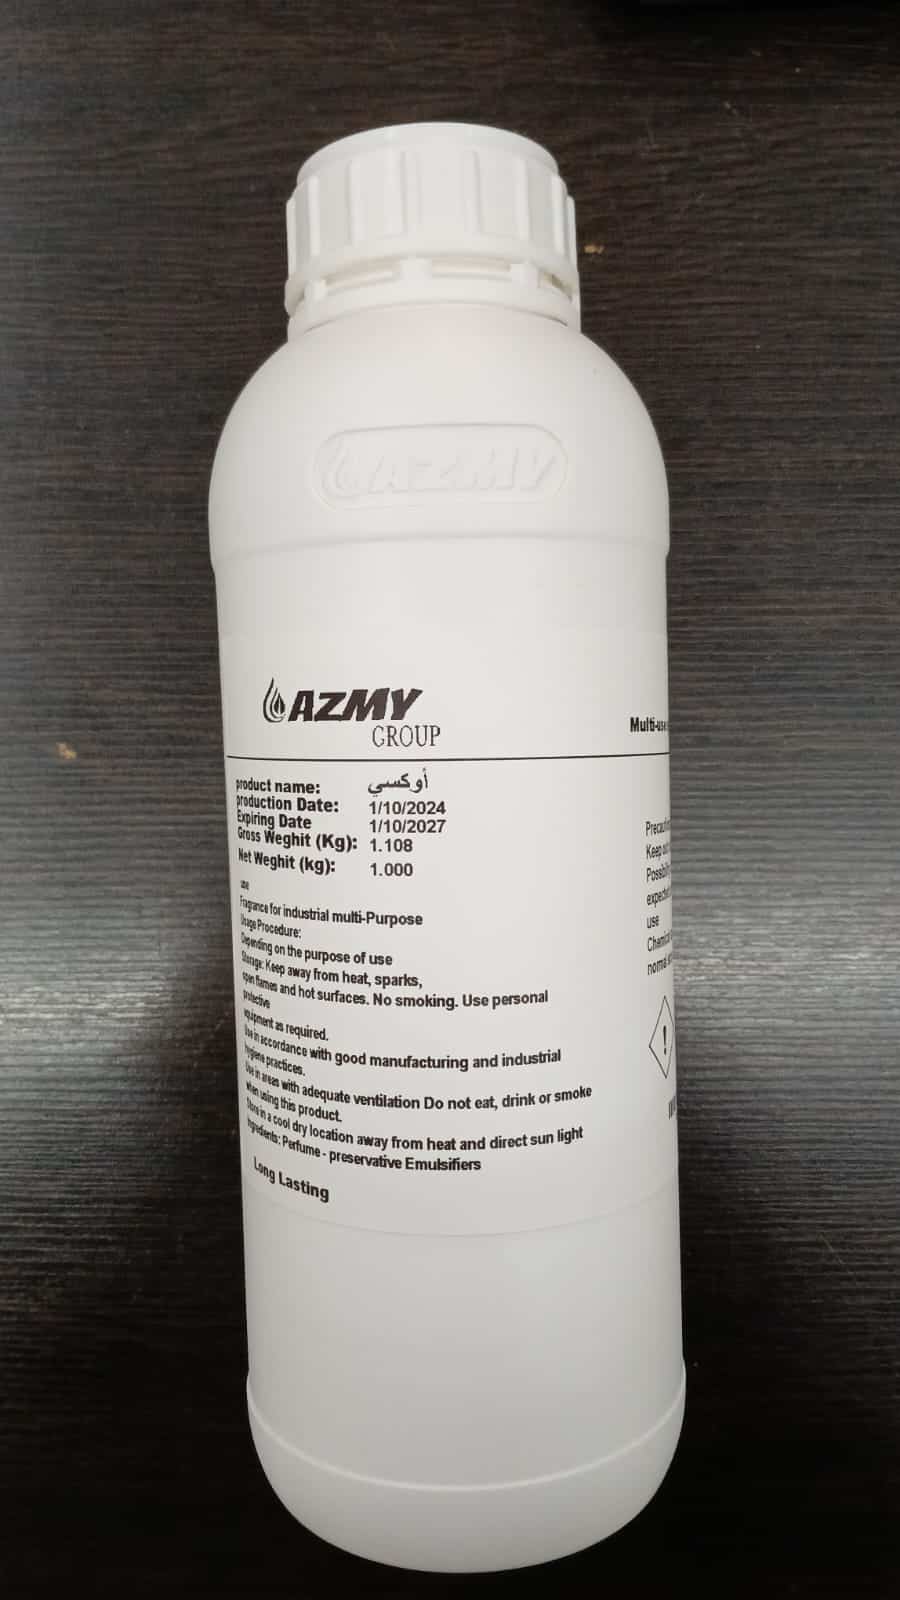 AZMY
AZMY
GROUP
product name: أوكسي
production Date: 1/10/2024
Expiring Date 1/10/2027
Gross Weghit (Kg): 1.108
Net Weghit (kg): 1.000
use
Fragrance for industrial multi-Purpose
Usage Procedure:
Depending on the purpose of use
Storage: Keep away from heat, sparks,
open flames and hot surfaces. No smoking. Use personal
protective
equipment as required.
Use in accordance with good manufacturing and industrial
hygiene practices.
Use in areas with adequate ventilation Do not eat, drink or smoke
when using this product.
Store in a cool dry location away from heat and direct sun light
Ingredients: Perfume - preservative Emulsifiers
Long Lasting
Multi-use
Keep
use
!